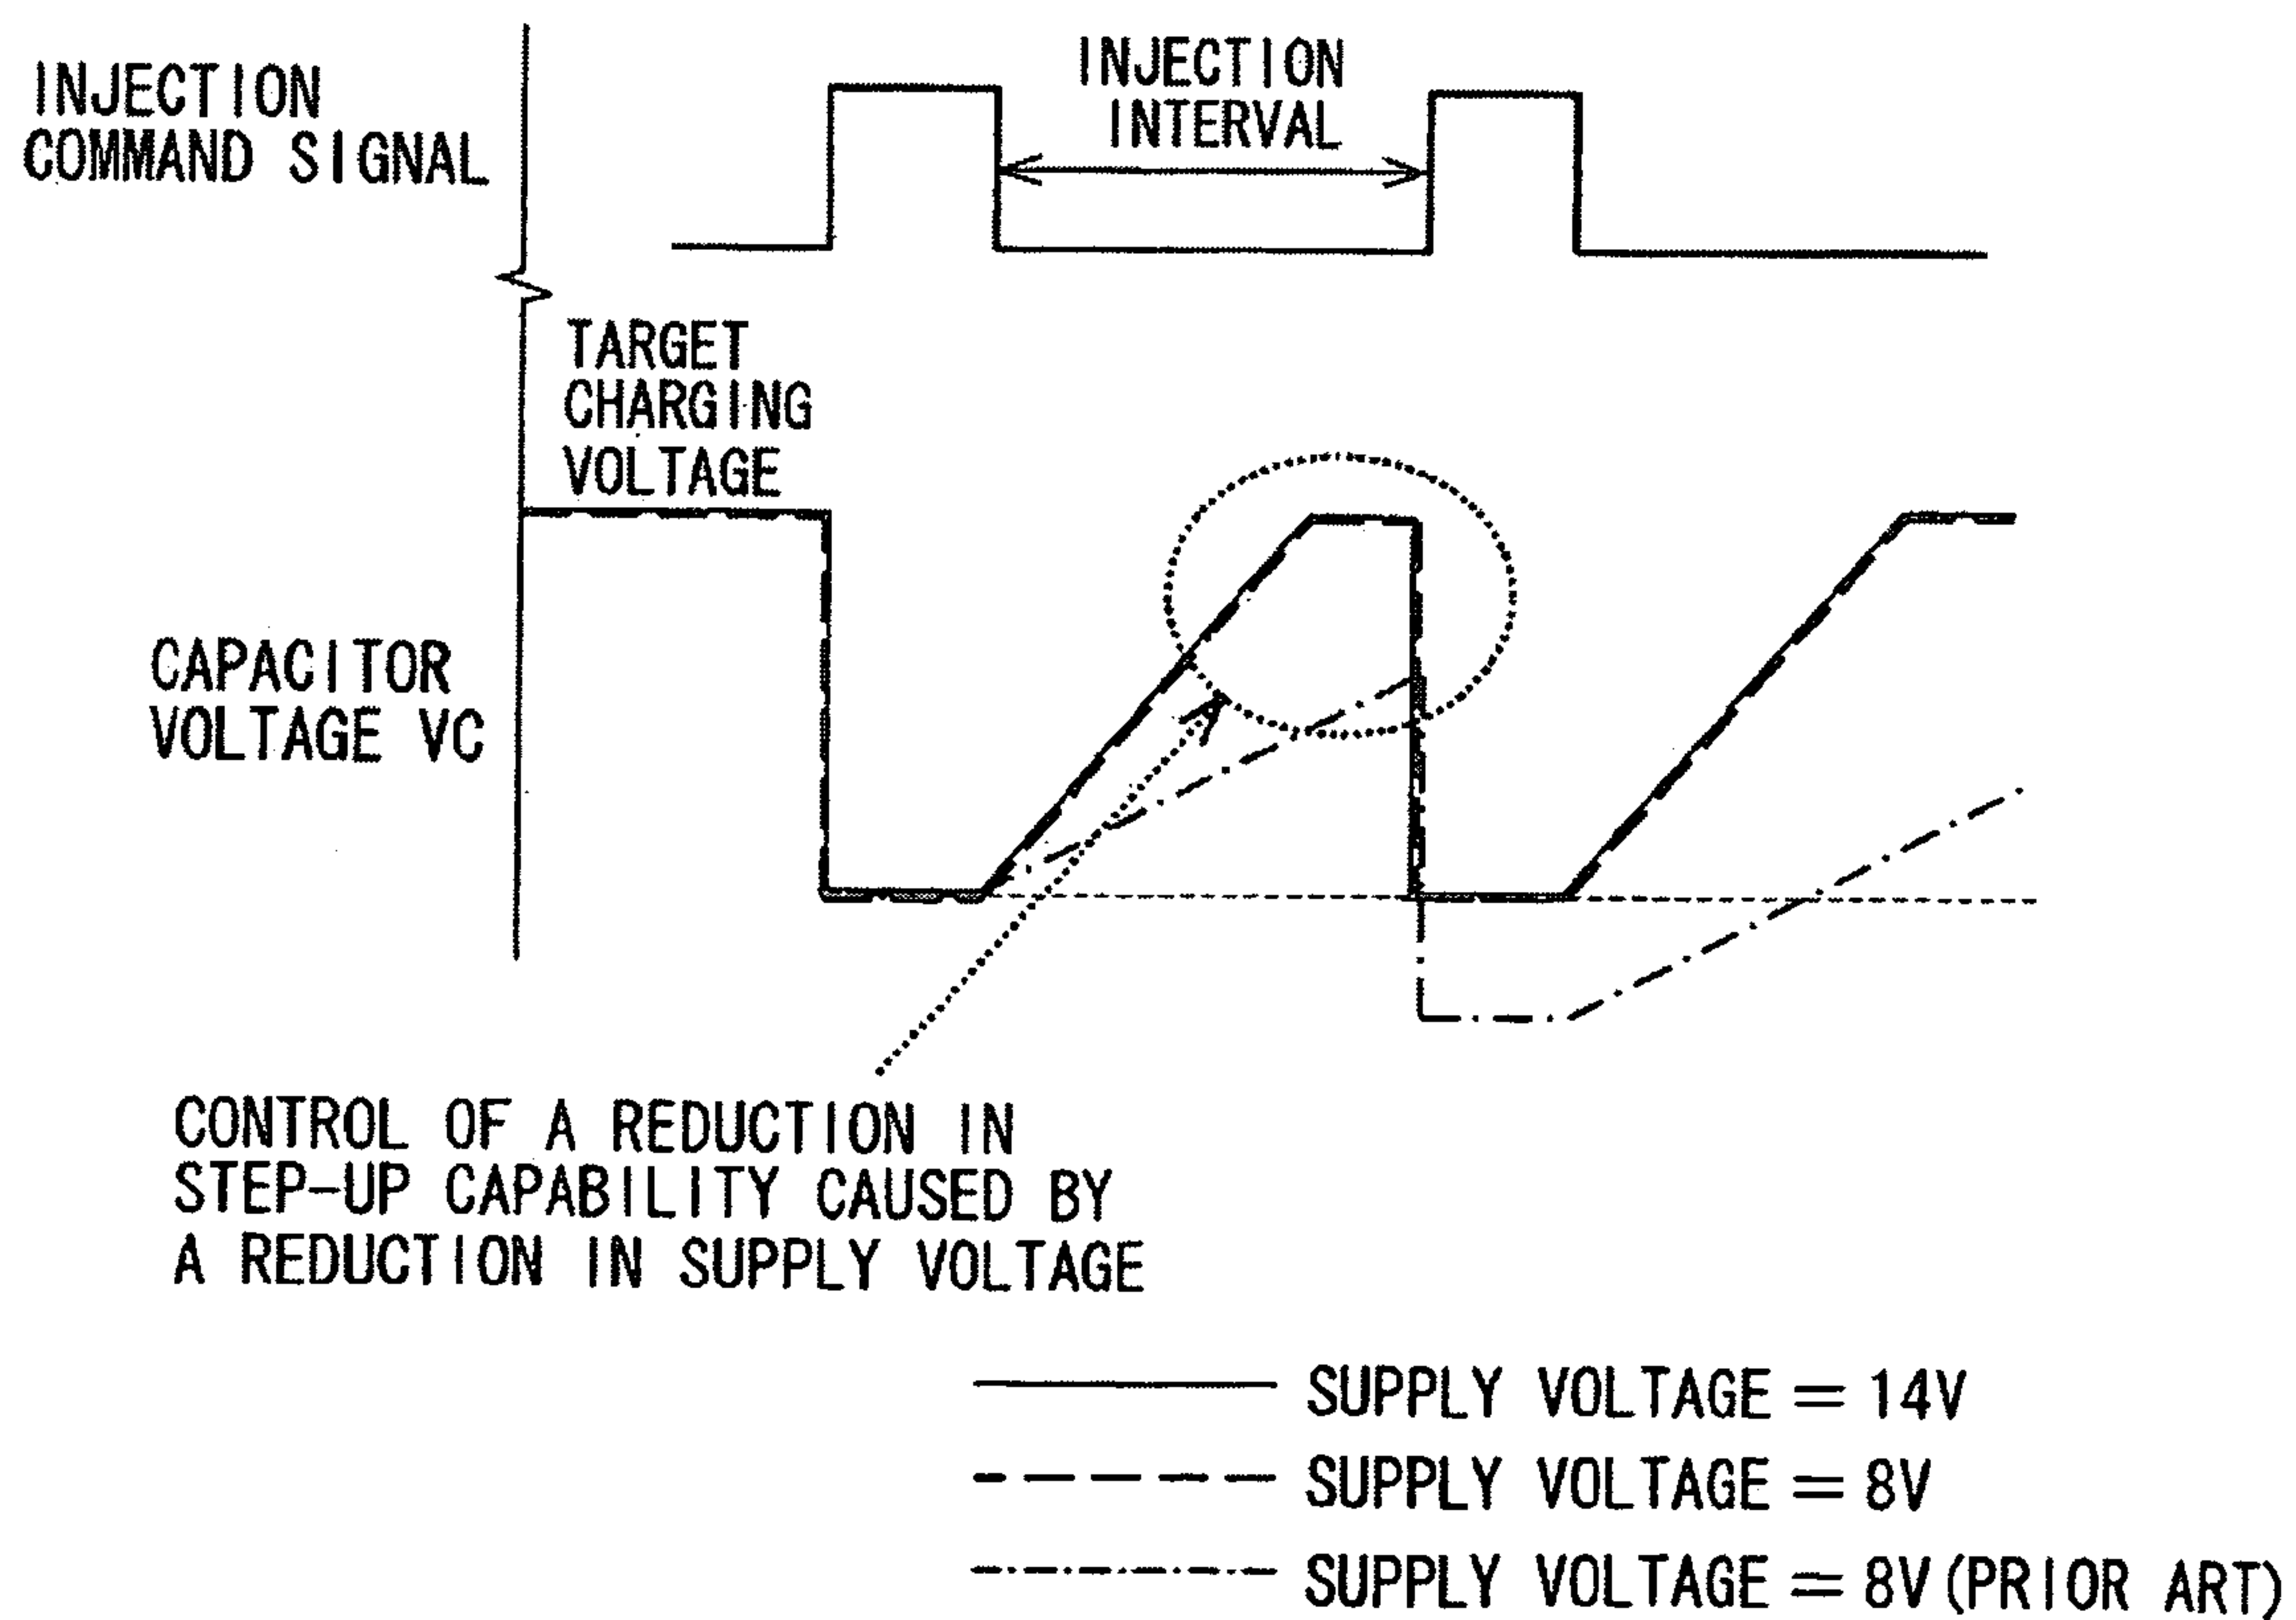 INJECTION
COMMAND SIGNAL
INJECTION
INTERVAL
TARGET
CHARGING
VOLTAGE
CAPACITOR
VOLTAGE VC
CONTROL OF A REDUCTION IN
STEP-UP CAPABILITY CAUSED BY
A REDUCTION IN SUPPLY VOLTAGE
SUPPLY VOLTAGE = 14V
SUPPLY VOLTAGE = 8V
SUPPLY VOLTAGE = 8V (PRIOR ART)